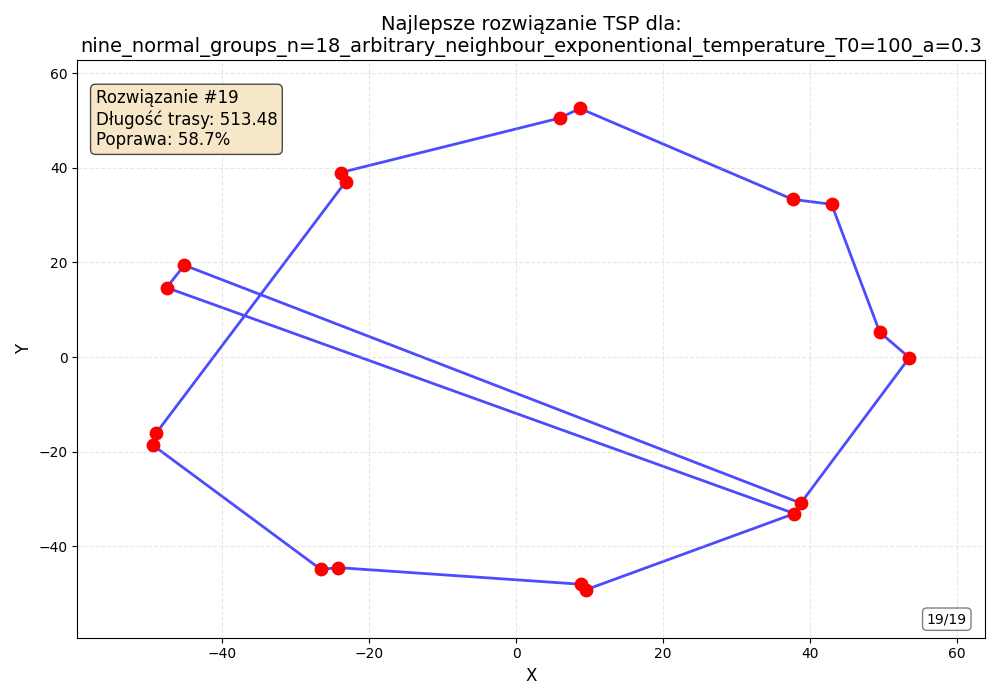 Najlepsze rozwiązanie TSP dla:
nine_normal_groups_n=18_arbitrary_neighbour_exponentional_temperature_T0=100_a=0.3
Rozwiązanie #19
Długość trasy: 513.48
Poprawa: 58.7%
60
40
20
0
−20
−40
Y
−40
−20
0
20
40
60
X
19/19